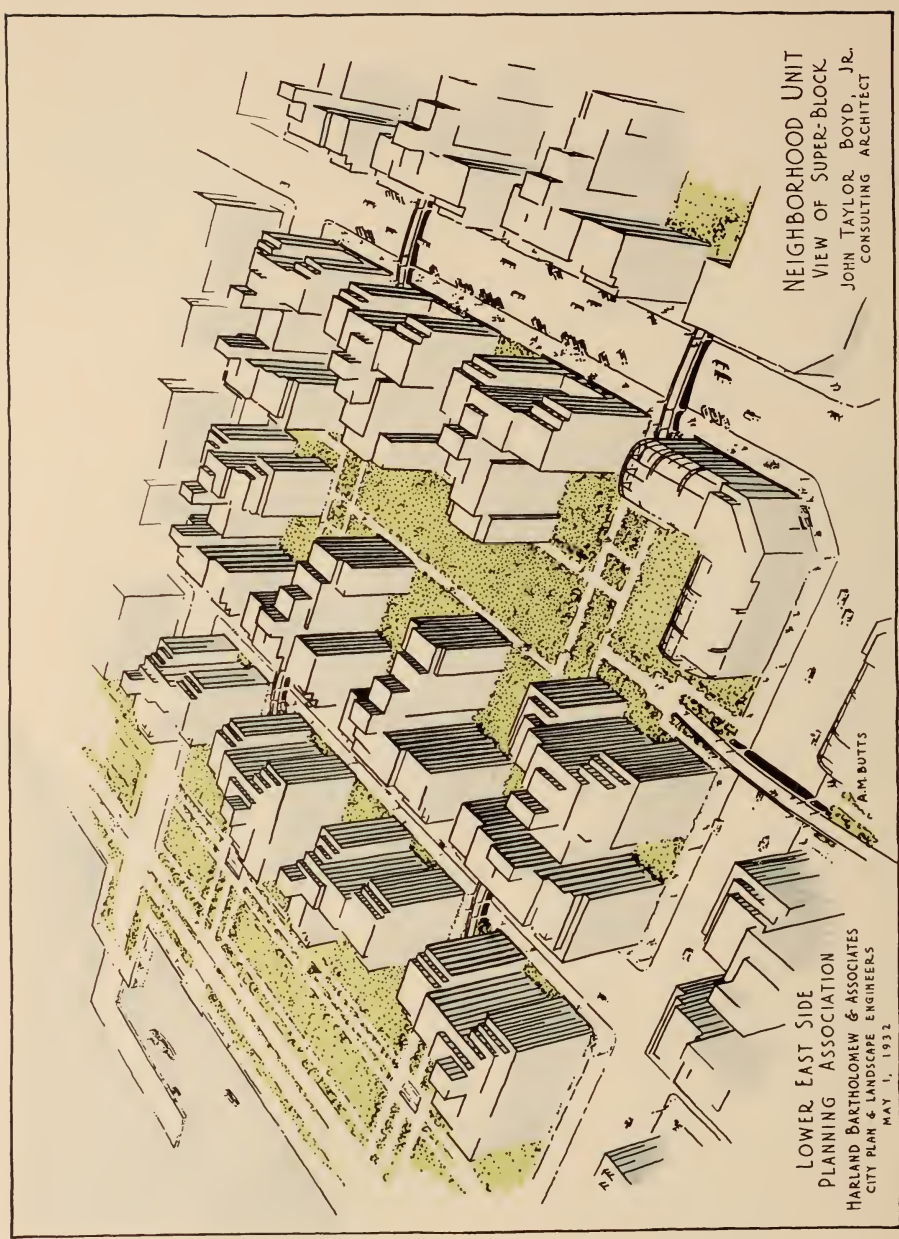 NEIGHBORHOOD UNIT
VIEW OF SUPER-BLOCK
JOHN TAYLOR BOYD, JR.
CONSULTING ARCHITECT
A.M. BUTTS
LOWER EAST SIDE
PLANNING ASSOCIATION
HARLAND BARTHOLOMEW & ASSOCIATES
CITY PLAN & LANDSCAPE ENGINEERS
MAY 1, 1932